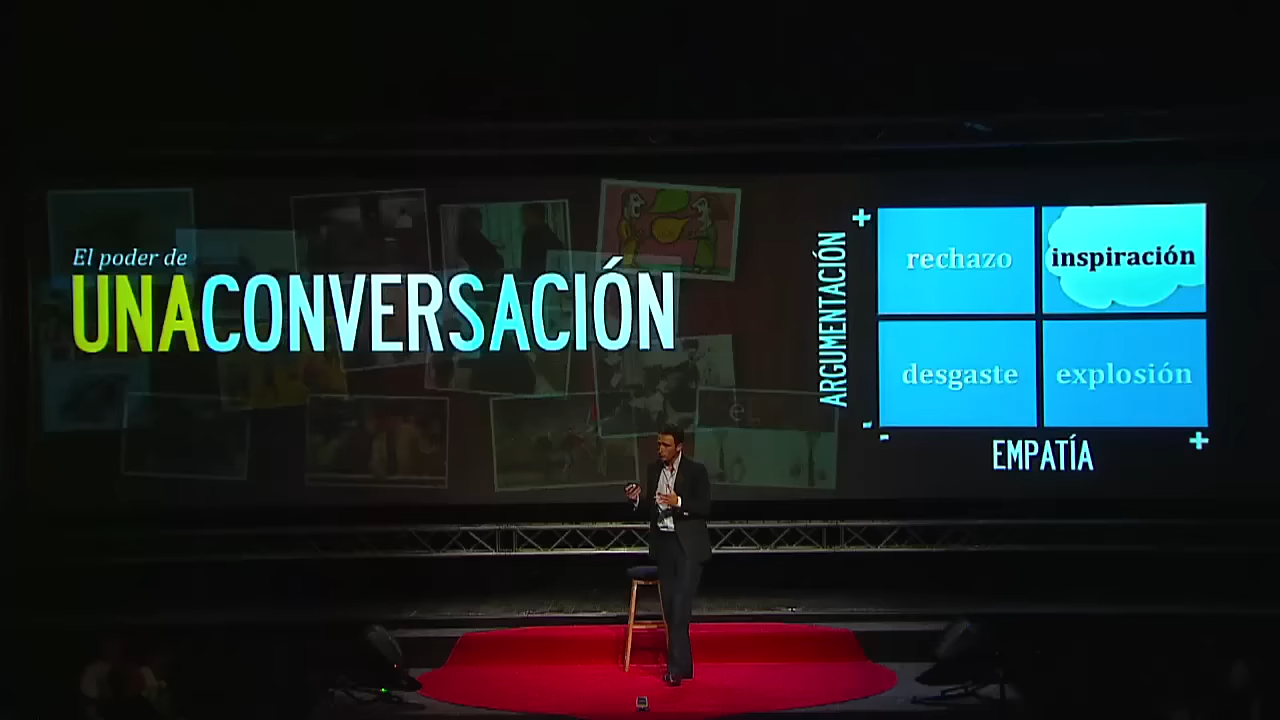 El poder de
UNACONVERSACIÓN
ARGUMENTACIÓN
+
-
rechazo
inspiración
desgaste
explosión
-
+
EMPATÍA